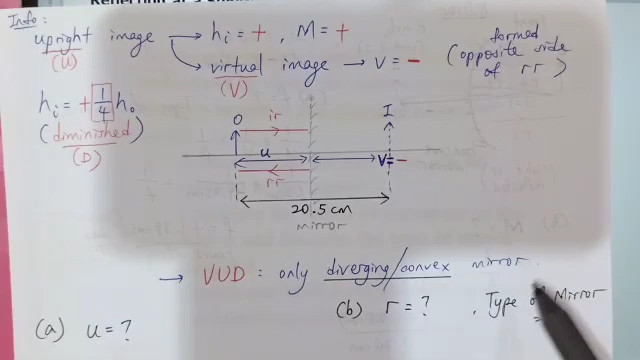 Info:
upright image → hi = +, M = +
(U)
→ virtual image → V = −
(V)
formed
(opposite side
of rr)
hi = + 1/4 ho
(diminished)
(D)
O
ir
I
u
V = −
rr
20.5 cm
mirror
→ VUD : only diverging/convex mirror.
(a) u = ?
(b) r = ? , Type of Mirror
=